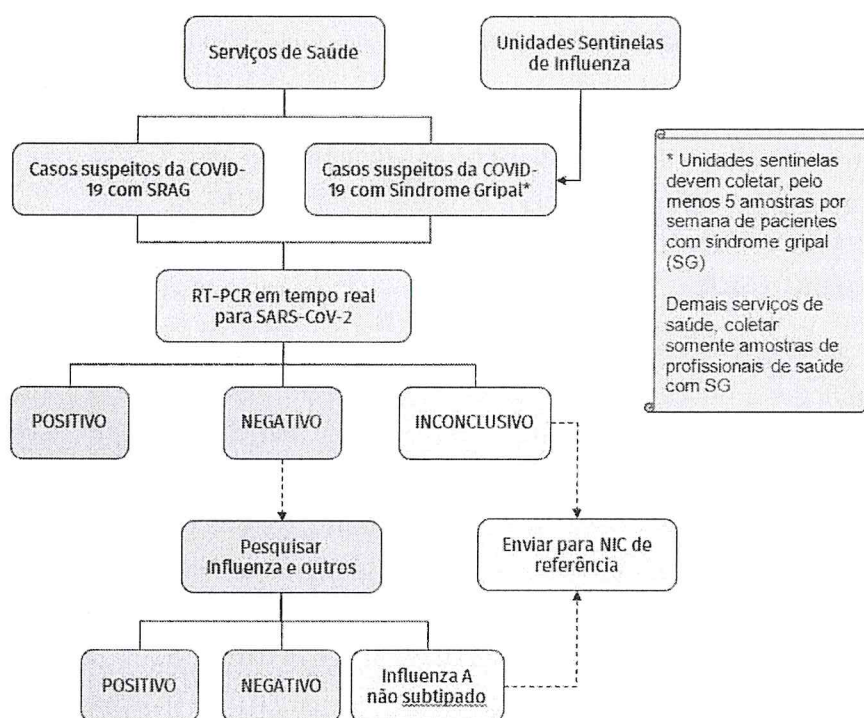 Serviços de Saúde
Unidades Sentinelas
de Influenza
Casos suspeitos da COVID-
19 com SRAG
Casos suspeitos da COVID-
19 com Síndrome Gripal*
* Unidades sentinelas
devem coletar, pelo
menos 5 amostras por
semana de pacientes
com síndrome gripal
(SG)
Demais serviços de
saúde, coletar
somente amostras de
profissionais de saúde
com SG
RT-PCR em tempo real
para SARS-CoV-2
POSITIVO
NEGATIVO
INCONCLUSIVO
Pesquisar
Influenza e outros
Enviar para NIC de
referência
POSITIVO
NEGATIVO
Influenza A
não subtipado